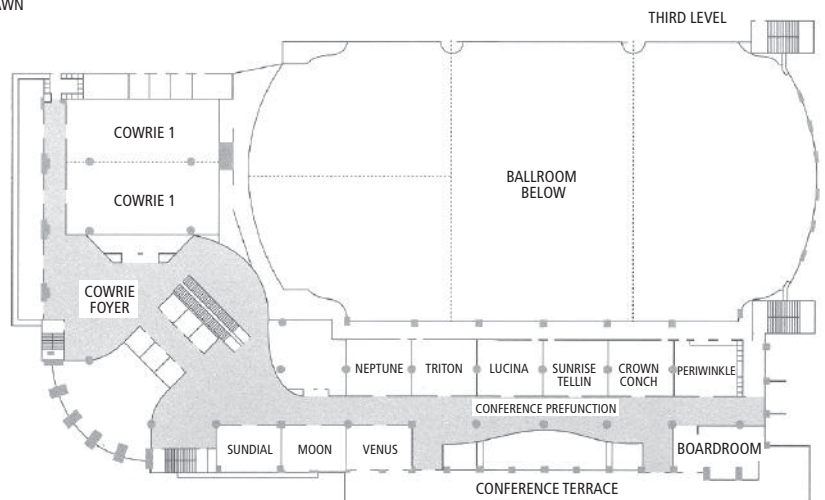 AWN
THIRD LEVEL
COWRIE 1
COWRIE 1
BALLROOM
BELOW
COWRIE
FOYER
NEPTUNE
TRITON
LUCINA
SUNRISE
TELLIN
CROWN
CONCH
PERIWINKLE
CONFERENCE PREFUNCTION
SUNDIAL
MOON
VENUS
BOARDROOM
CONFERENCE TERRACE